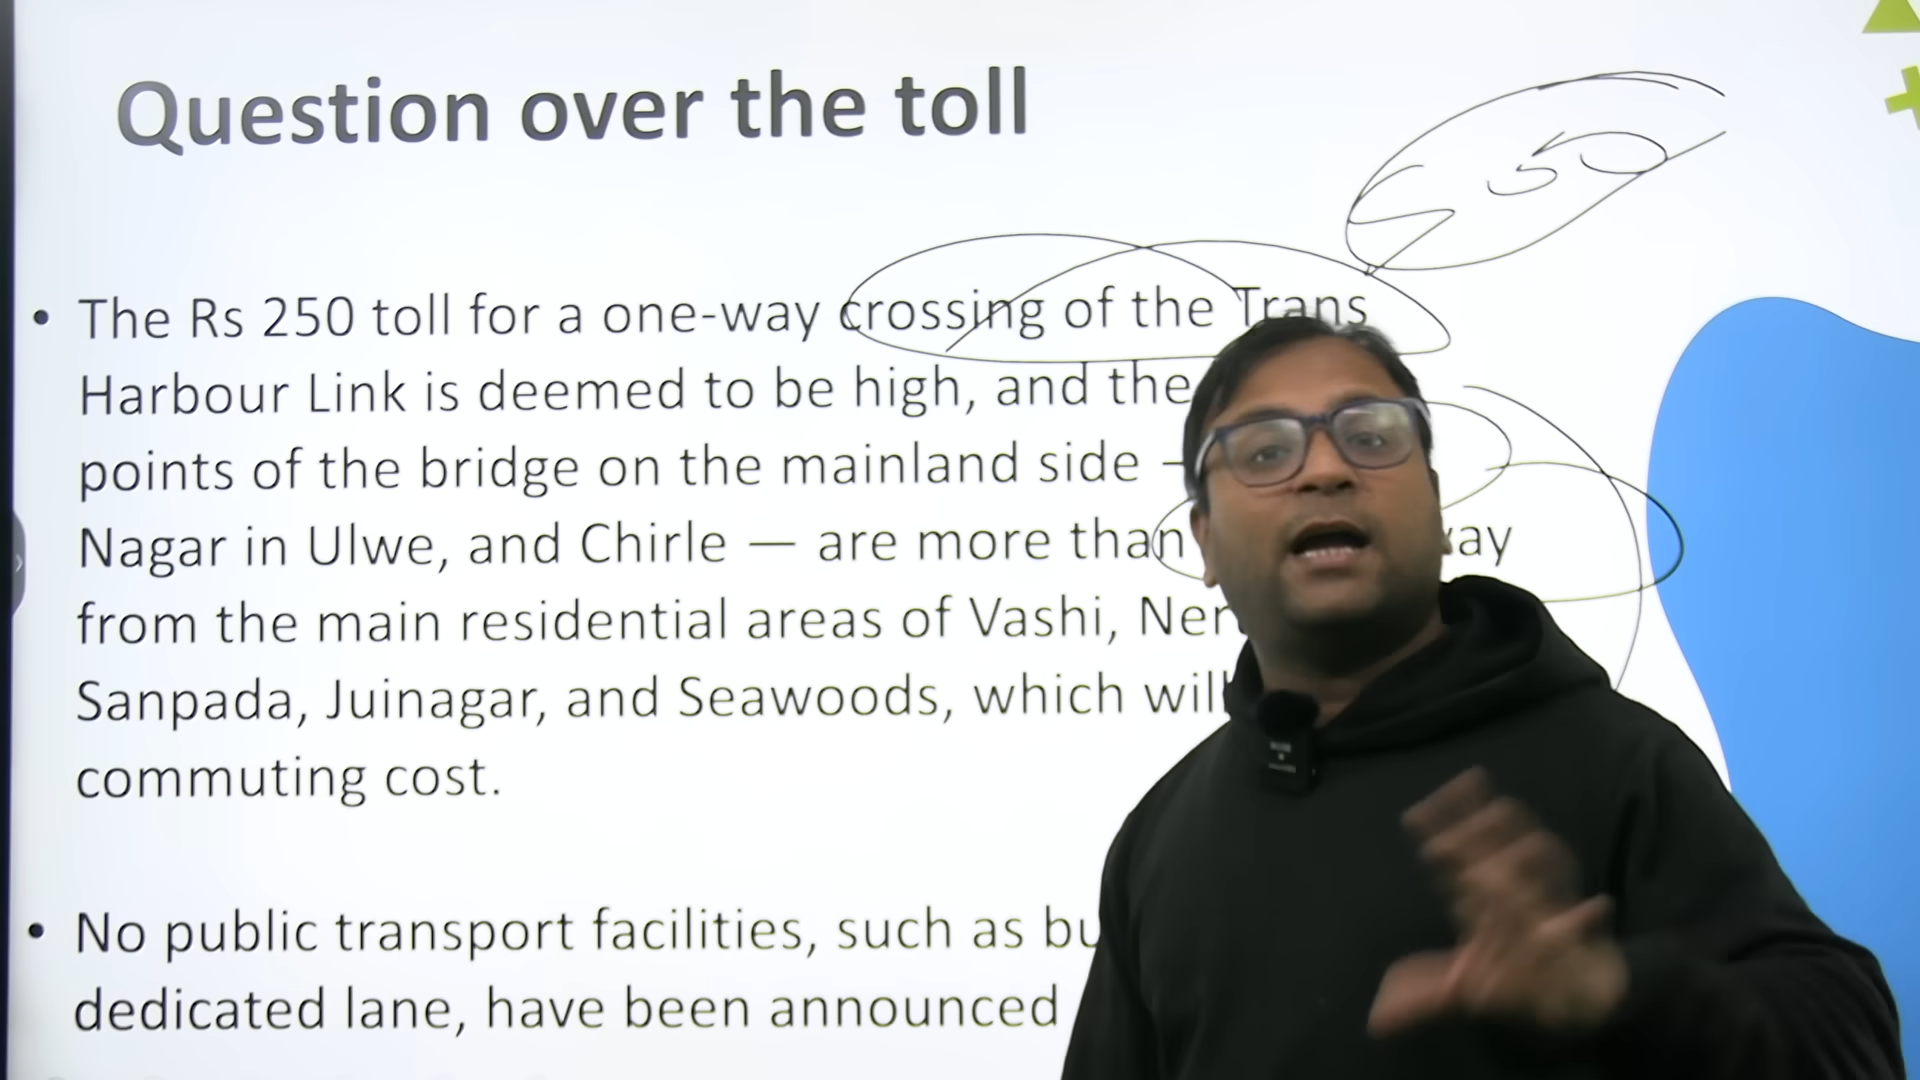 Question over the toll
250
• The Rs 250 toll for a one-way crossing of the Trans
Harbour Link is deemed to be high, and the
points of the bridge on the mainland side —
Nagar in Ulwe, and Chirle — are more than
from the main residential areas of Vashi,
Sanpada, Juinagar, and Seawoods, which will
commuting cost.
• No public transport facilities, such as
dedicated lane, have been announced